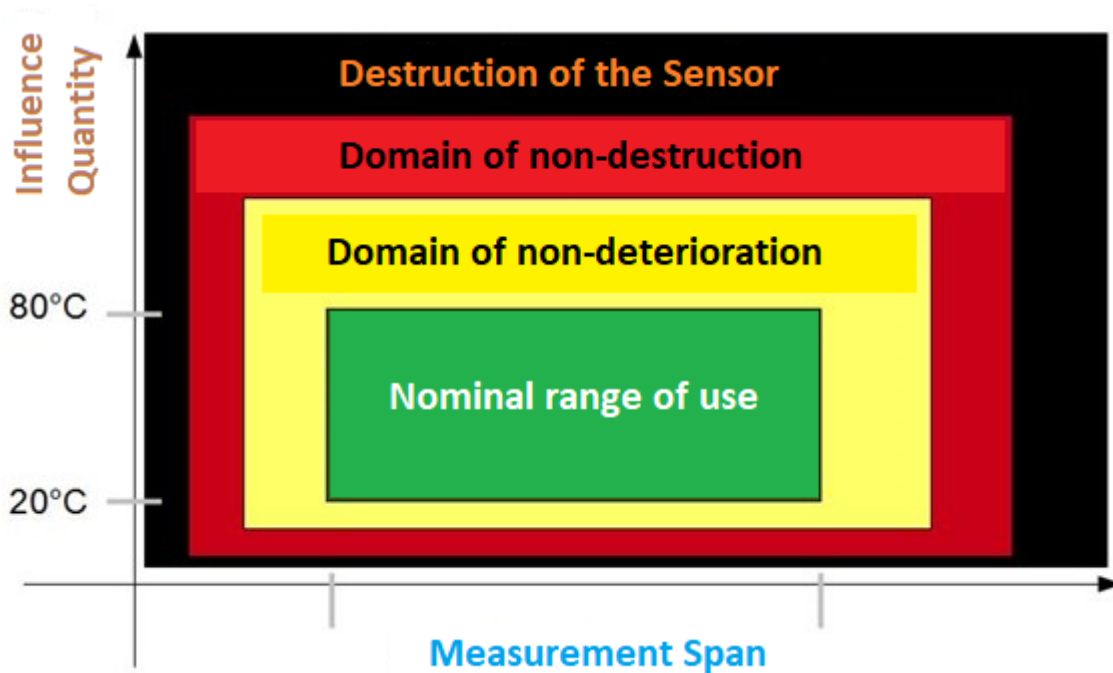 Influence
Quantity
Destruction of the Sensor
Domain of non-destruction
Domain of non-deterioration
80°C
Nominal range of use
20°C
Measurement Span